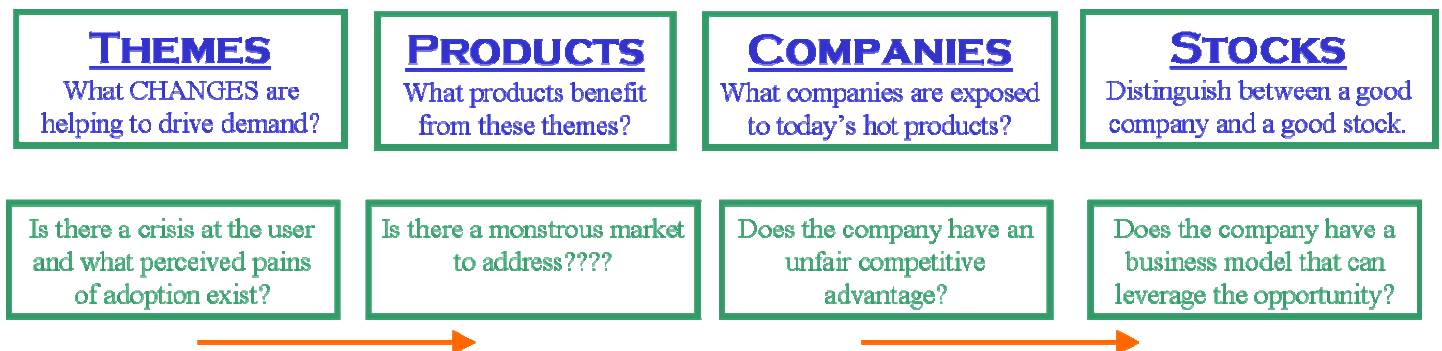 THEMES
What CHANGES are
helping to drive demand?
PRODUCTS
What products benefit
from these themes?
COMPANIES
What companies are exposed
to today's hot products?
STOCKS
Distinguish between a good
company and a good stock.
Is there a crisis at the user
and what perceived pains
of adoption exist?
Is there a monstrous market
to address????
Does the company have an
unfair competitive
advantage?
Does the company have a
business model that can
leverage the opportunity?